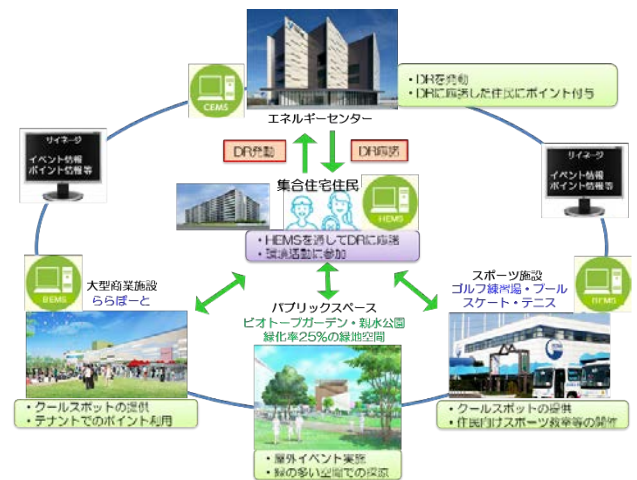 ・DRを発動
・DRに応諾した住民にポイント付与
CEMS
エネルギーセンター
DR発動
DR応諾
サイネージ
イベント情報
ポイント情報等
サイネージ
イベント情報
ポイント情報等
集合住宅住民
HEMS
・HEMSを通してDRに応諾
・環境活動に参加
BEMS
大型商業施設
ららぽーと
パブリックスペース
ビオトープガーデン・親水公園
緑化率25%の緑地空間
スポーツ施設
ゴルフ練習場・プール
スケート・テニス
BEMS
・クールスポットの提供
・テナントでのポイント利用
・屋外イベント実施
・緑の多い空間での採涼
・クールスポットの提供
・住民向けスポーツ教室等の開催